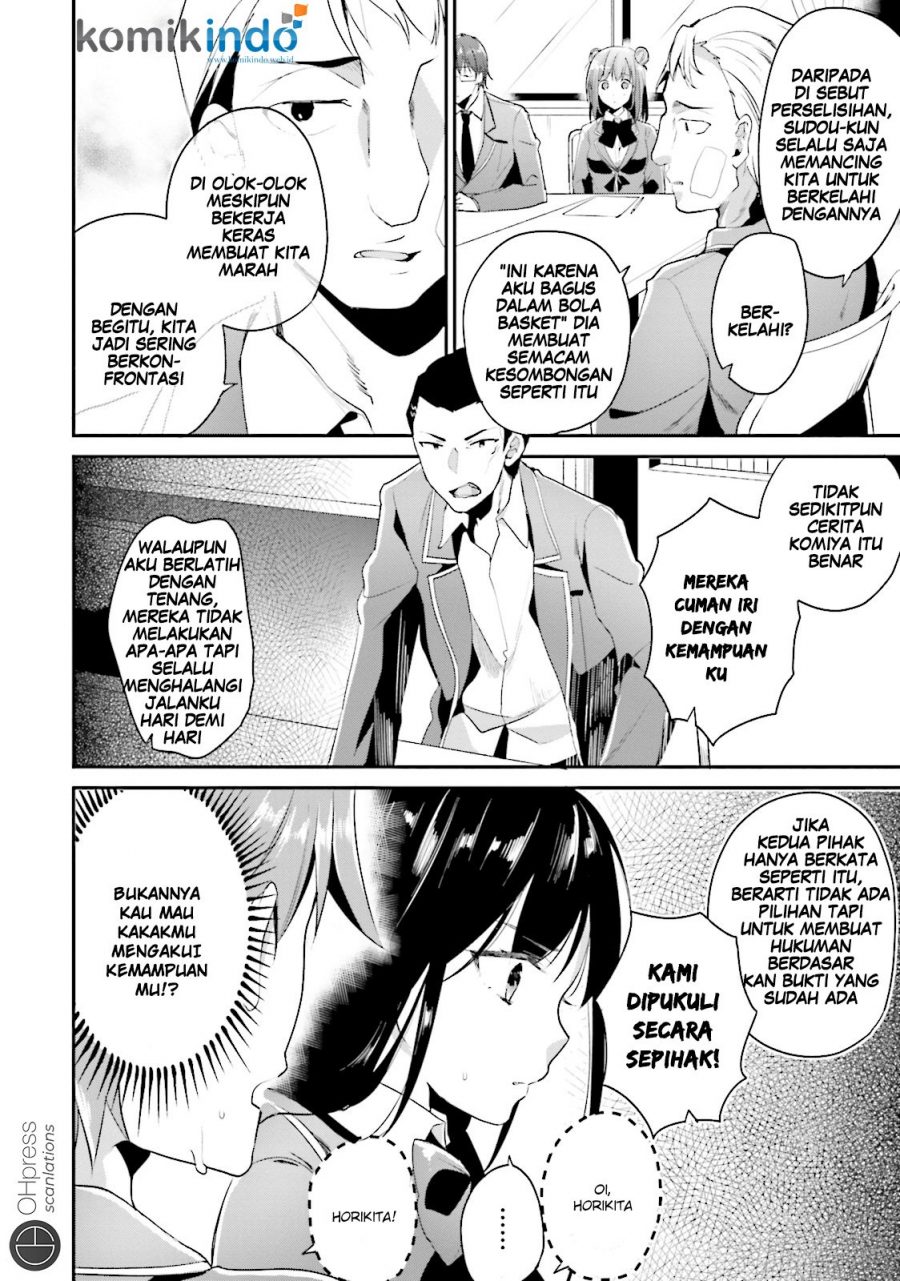 komikindo
www.komikindo.web.id
DARIPADA
DI SEBUT
PERSELISIHAN,
SUDOU-KUN
SELALU SAJA
MEMANCING
KITA UNTUK
BERKELAHI
DENGANNYA
BER-
KELAHI?
"INI KARENA
AKU BAGUS
DALAM BOLA
BASKET" DIA
MEMBUAT
SEMACAM
KESOMBONGAN
SEPERTI ITU
DI OLOK-OLOK
MESKIPUN
BEKERJA
KERAS
MEMBUAT KITA
MARAH
DENGAN
BEGITU, KITA
JADI SERING
BERKON-
FRONTASI
TIDAK
SEDIKITPUN
CERITA
KOMIYA ITU
BENAR
MEREKA
CUMAN IRI
DENGAN
KEMAMPUAN
KU
WALAUPUN
AKU BERLATIH
DENGAN
TENANG,
MEREKA TIDAK
MELAKUKAN
APA-APA TAPI
SELALU
MENGHALANGI
JALANKU
HARI DEMI
HARI
JIKA
KEDUA PIHAK
HANYA BERKATA
SEPERTI ITU,
BERARTI TIDAK ADA
PILIHAN TAPI
UNTUK MEMBUAT
HUKUMAN
BERDASAR
KAN BUKTI YANG
SUDAH ADA
KAMI
DIPUKULI
SECARA
SEPIHAK!
OI,
HORIKITA
......
HORIKITA!
BUKANNYA
KAU MAU
KAKAKMU
MENGAKUI
KEMAMPUAN
MU!?
OHpress
scanlations